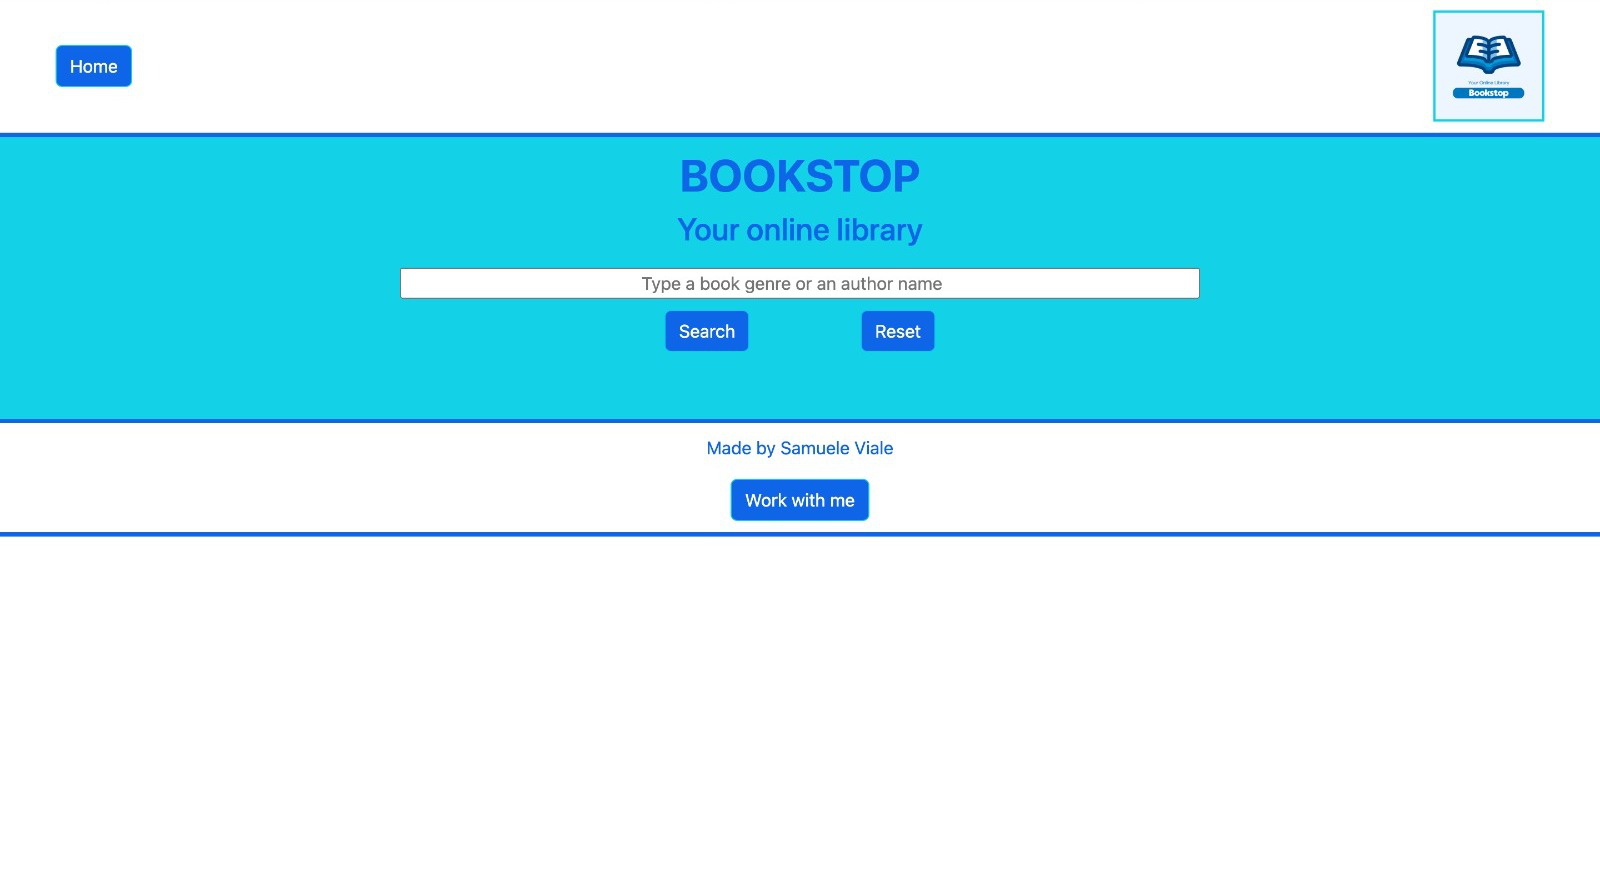 Home
Your Online Library
Bookstop
BOOKSTOP
Your online library
Type a book genre or an author name
Search
Reset
Made by Samuele Viale
Work with me